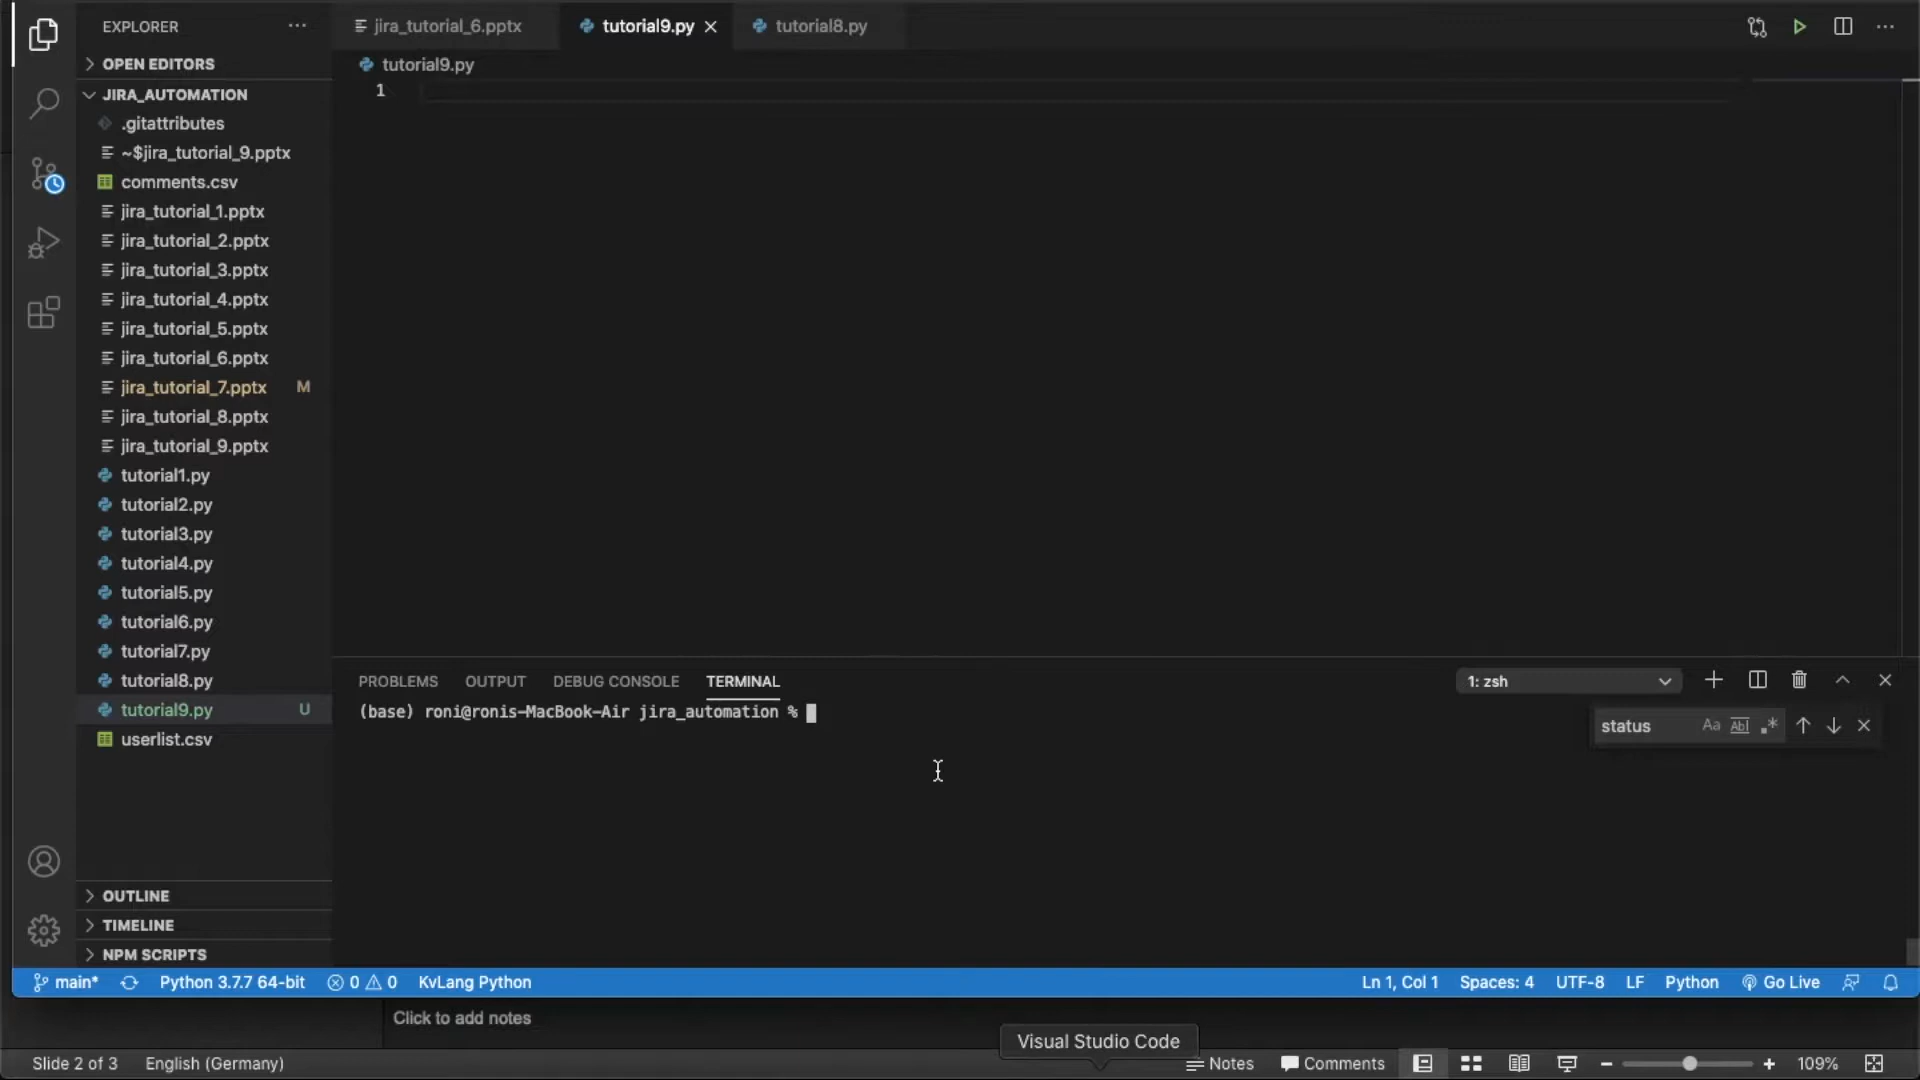 EXPLORER
jira_tutorial_6.pptx
tutorial9.py
tutorial8.py
OPEN EDITORS
tutorial9.py
JIRA_AUTOMATION
1
.gitattributes
~$jira_tutorial_9.pptx
comments.csv
jira_tutorial_1.pptx
jira_tutorial_2.pptx
jira_tutorial_3.pptx
jira_tutorial_4.pptx
jira_tutorial_5.pptx
jira_tutorial_6.pptx
jira_tutorial_7.pptx M
jira_tutorial_8.pptx
jira_tutorial_9.pptx
tutorial1.py
tutorial2.py
tutorial3.py
tutorial4.py
tutorial5.py
tutorial6.py
tutorial7.py
tutorial8.py
tutorial9.py U
userlist.csv
OUTLINE
TIMELINE
NPM SCRIPTS
PROBLEMS OUTPUT DEBUG CONSOLE TERMINAL
1: zsh
(base) roni@ronis-MacBook-Air jira_automation %
status Aa Abl .*
main* Python 3.7.7 64-bit 0 0 KvLang Python
Ln 1, Col 1 Spaces: 4 UTF-8 LF Python Go Live
Click to add notes
Visual Studio Code
Slide 2 of 3 English (Germany)
Notes Comments 109%